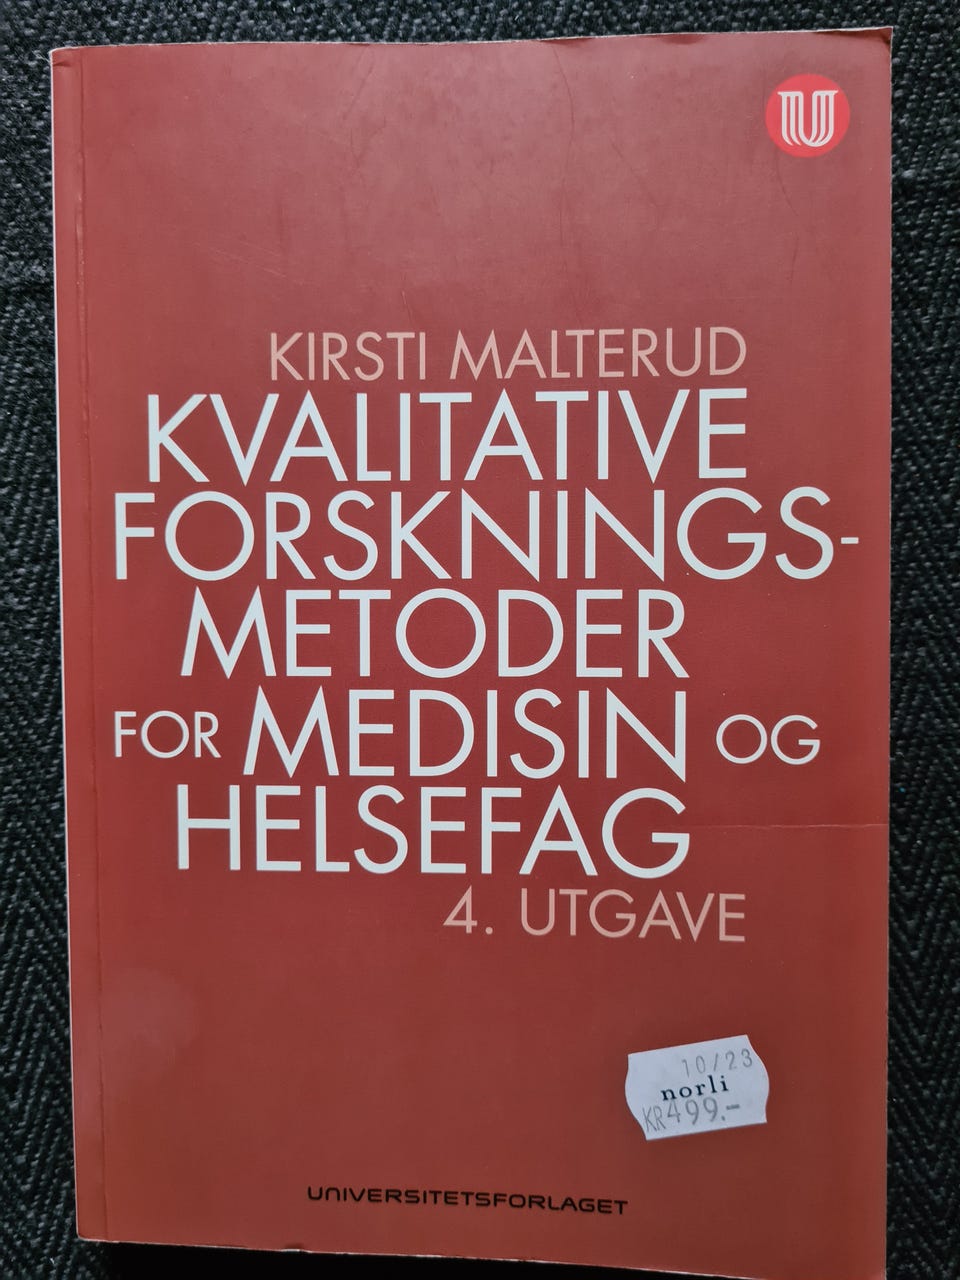 U
KIRSTI MALTERUD
KVALITATIVE
FORSKNINGS-
METODER
FOR MEDISIN OG
HELSEFAG
4. UTGAVE
10/23
norli
KR499.-
UNIVERSITETSFORLAGET